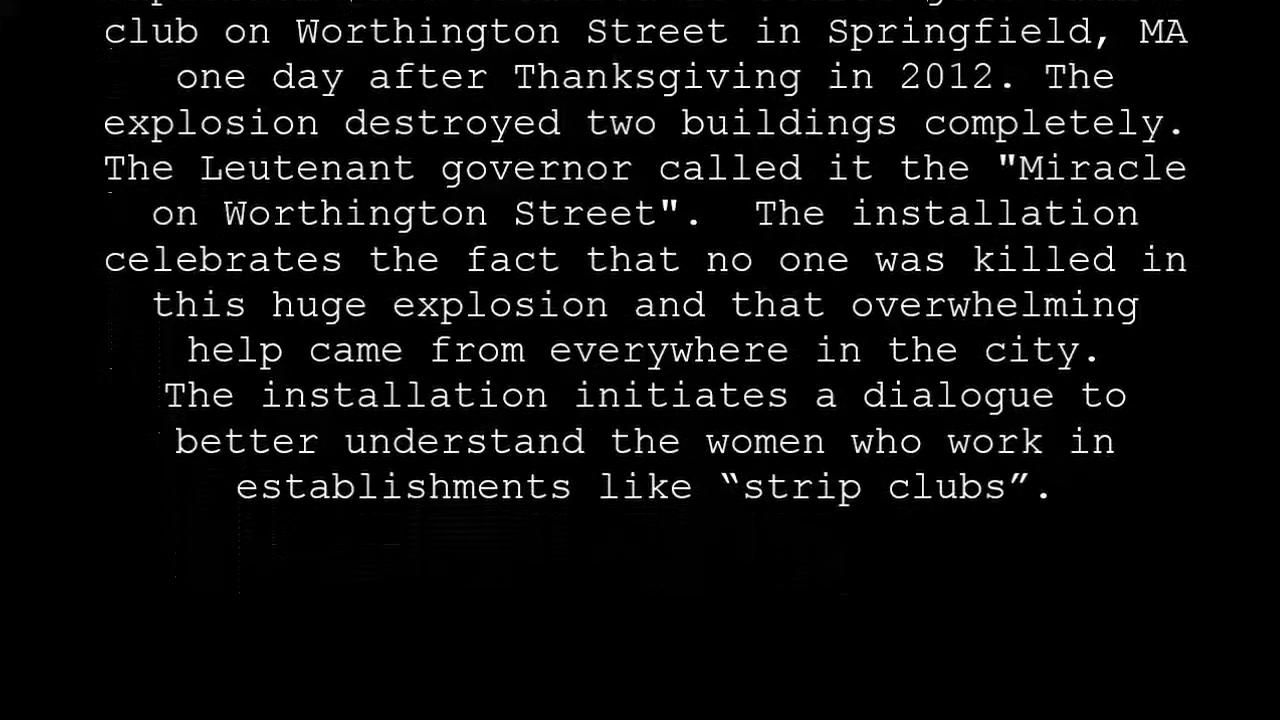 club on Worthington Street in Springfield, MA
one day after Thanksgiving in 2012. The
explosion destroyed two buildings completely.
The Leutenant governor called it the "Miracle
on Worthington Street".  The installation
celebrates the fact that no one was killed in
this huge explosion and that overwhelming
help came from everywhere in the city.
The installation initiates a dialogue to
better understand the women who work in
establishments like “strip clubs”.